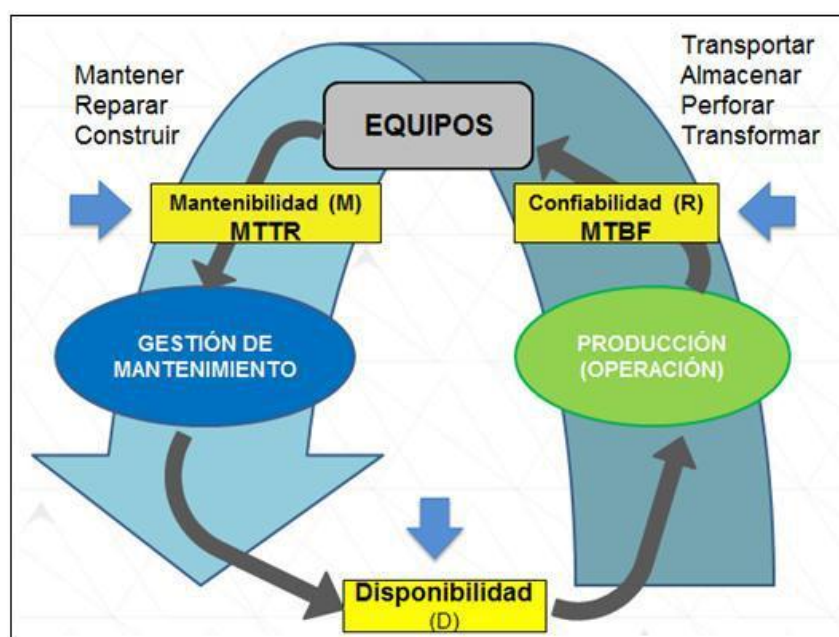 Mantener
Reparar
Construir
Transportar
Almacenar
Perforar
Transformar
EQUIPOS
Mantenibilidad (M)
MTTR
Confiabilidad (R)
MTBF
GESTIÓN DE
MANTENIMIENTO
PRODUCCIÓN
(OPERACIÓN)
Disponibilidad
(D)